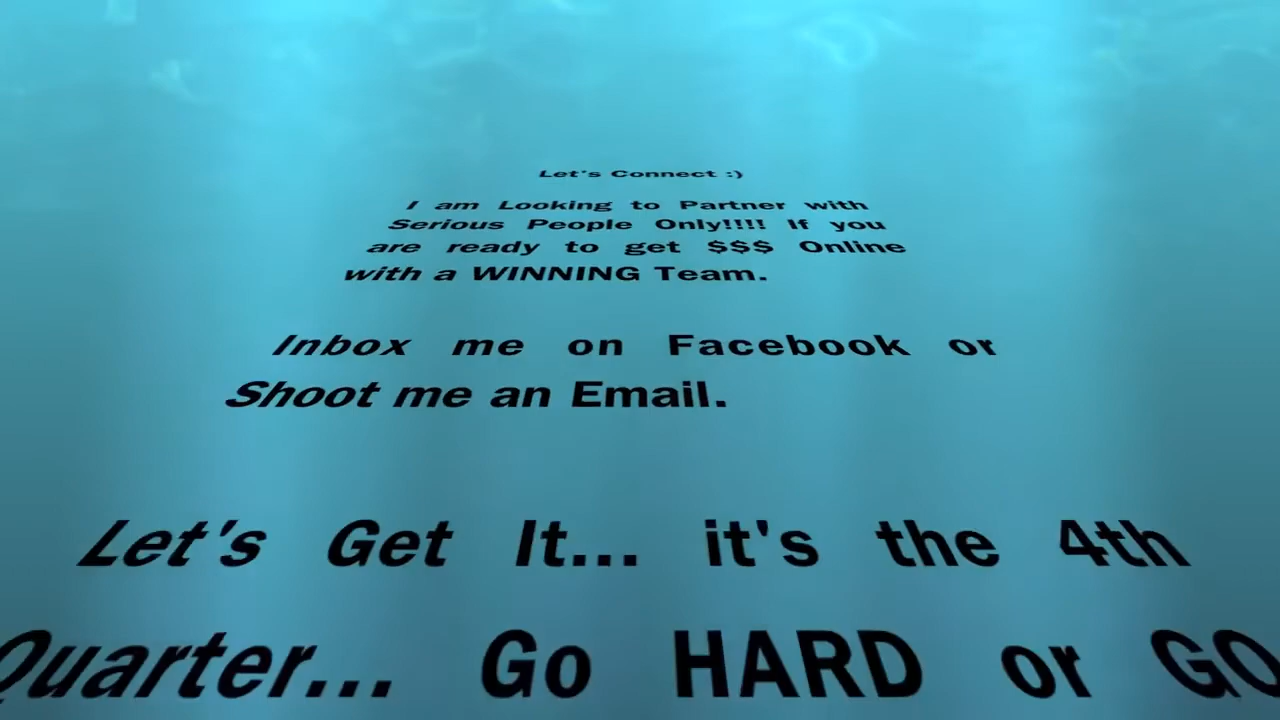 Let's Connect :)
I am Looking to Partner with
Serious People Only!!!! If you
are ready to get $$$ Online
with a WINNING Team.
Inbox me on Facebook or
Shoot me an Email.
Let's Get It... it's the 4th
Quarter... Go HARD or GO